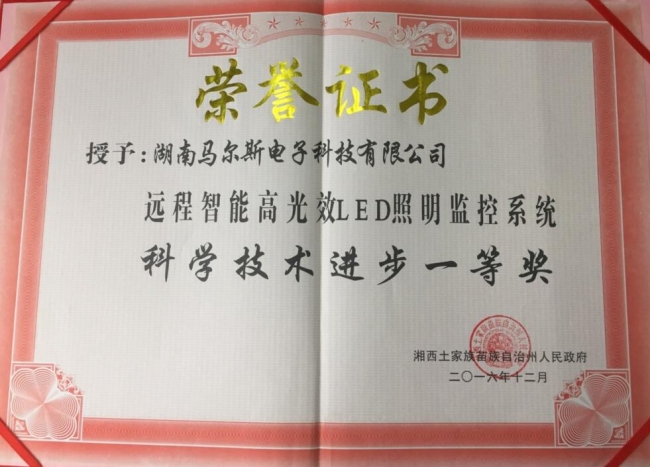 荣誉证书
授予：湖南马尔斯电子科技有限公司
远程智能高光效LED照明监控系统
科学技术进步一等奖
湘西土家族苗族自治州人民政府
二〇一六年十二月